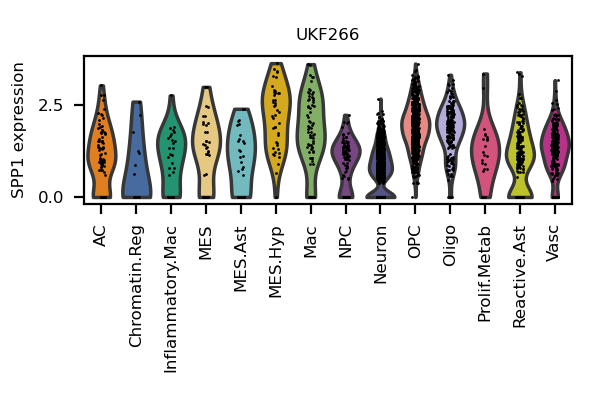 UKF266
SPP1 expression
2.5
0.0
AC
Chromatin.Reg
Inflammatory.Mac
MES
MES.Ast
MES.Hyp
Mac
NPC
Neuron
OPC
Oligo
Prolif.Metab
Reactive.Ast
Vasc